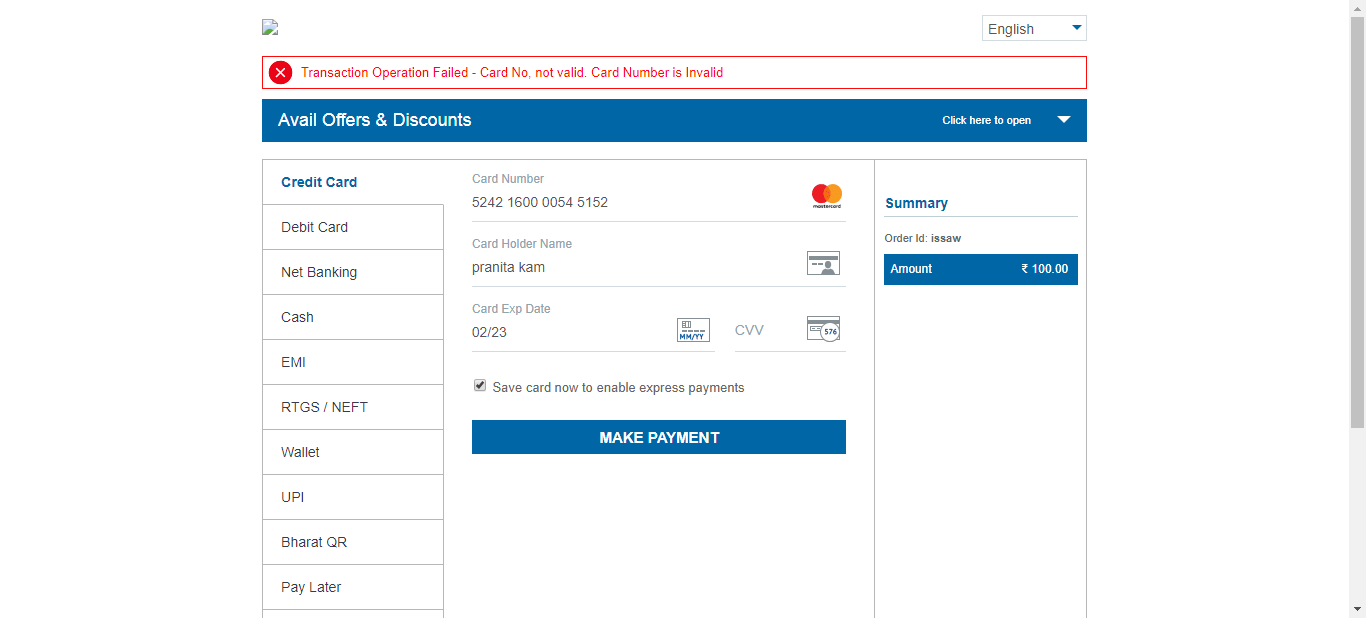 English
Transaction Operation Failed - Card No, not valid. Card Number is Invalid
Avail Offers & Discounts
Click here to open
Credit Card
Debit Card
Net Banking
Cash
EMI
RTGS / NEFT
Wallet
UPI
Bharat QR
Pay Later
Card Number
5242 1600 0054 5152
mastercard
Card Holder Name
pranita kam
Card Exp Date
02/23
MM/YY
CVV
576
Save card now to enable express payments
MAKE PAYMENT
Summary
Order Id: issaw
Amount ₹ 100.00